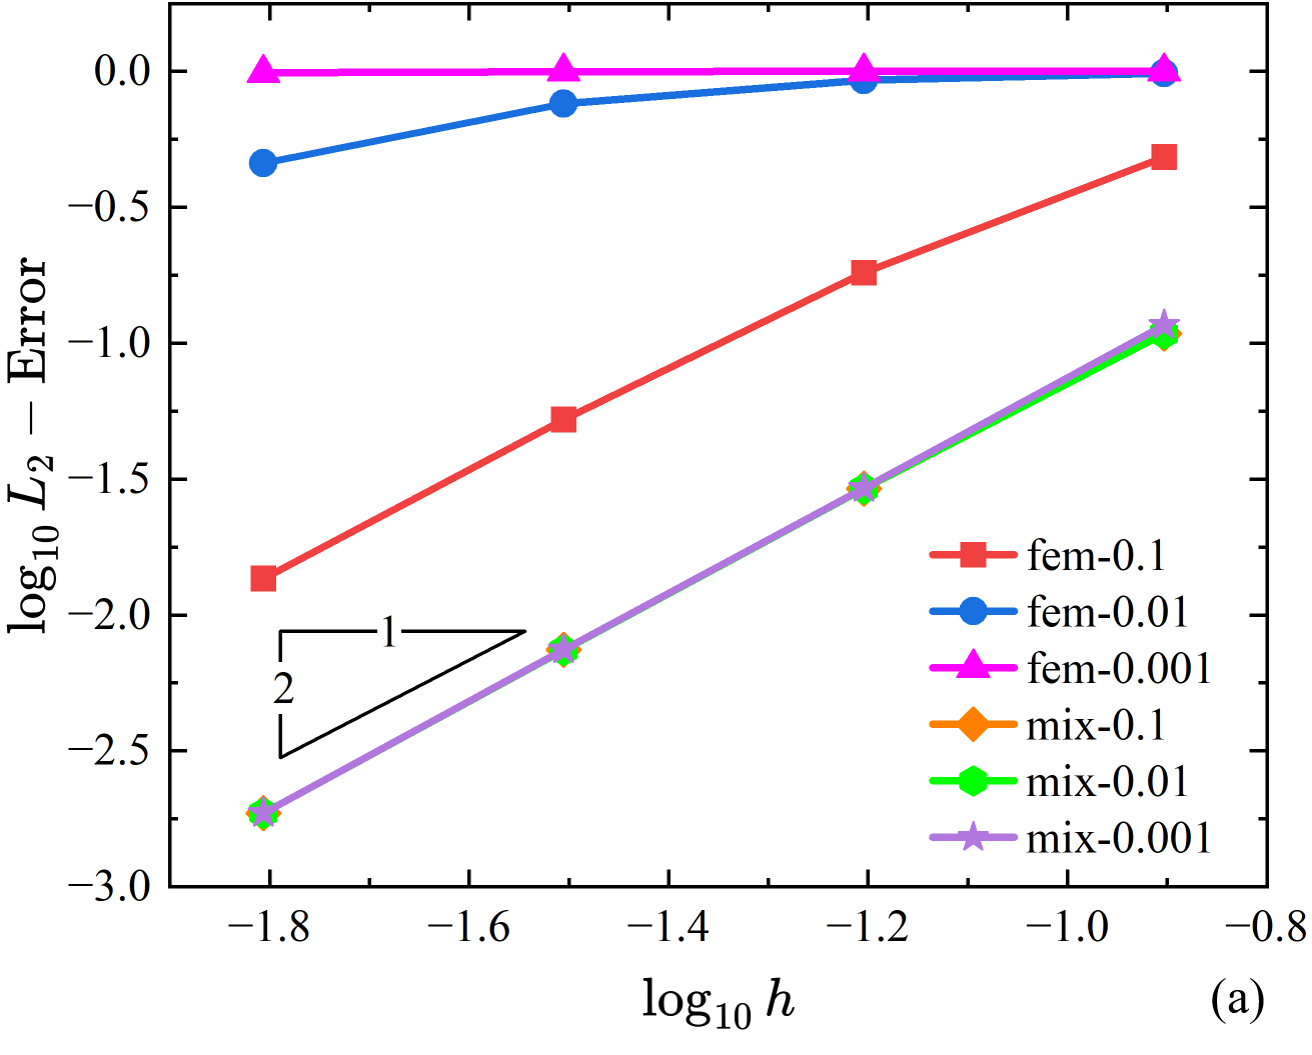 0.0
−0.5
−1.0
−1.5
−2.0
−2.5
−3.0
log₁₀ L₂ − Error
1
2
fem-0.1
fem-0.01
fem-0.001
mix-0.1
mix-0.01
mix-0.001
−1.8 −1.6 −1.4 −1.2 −1.0 −0.8
log₁₀ h
(a)